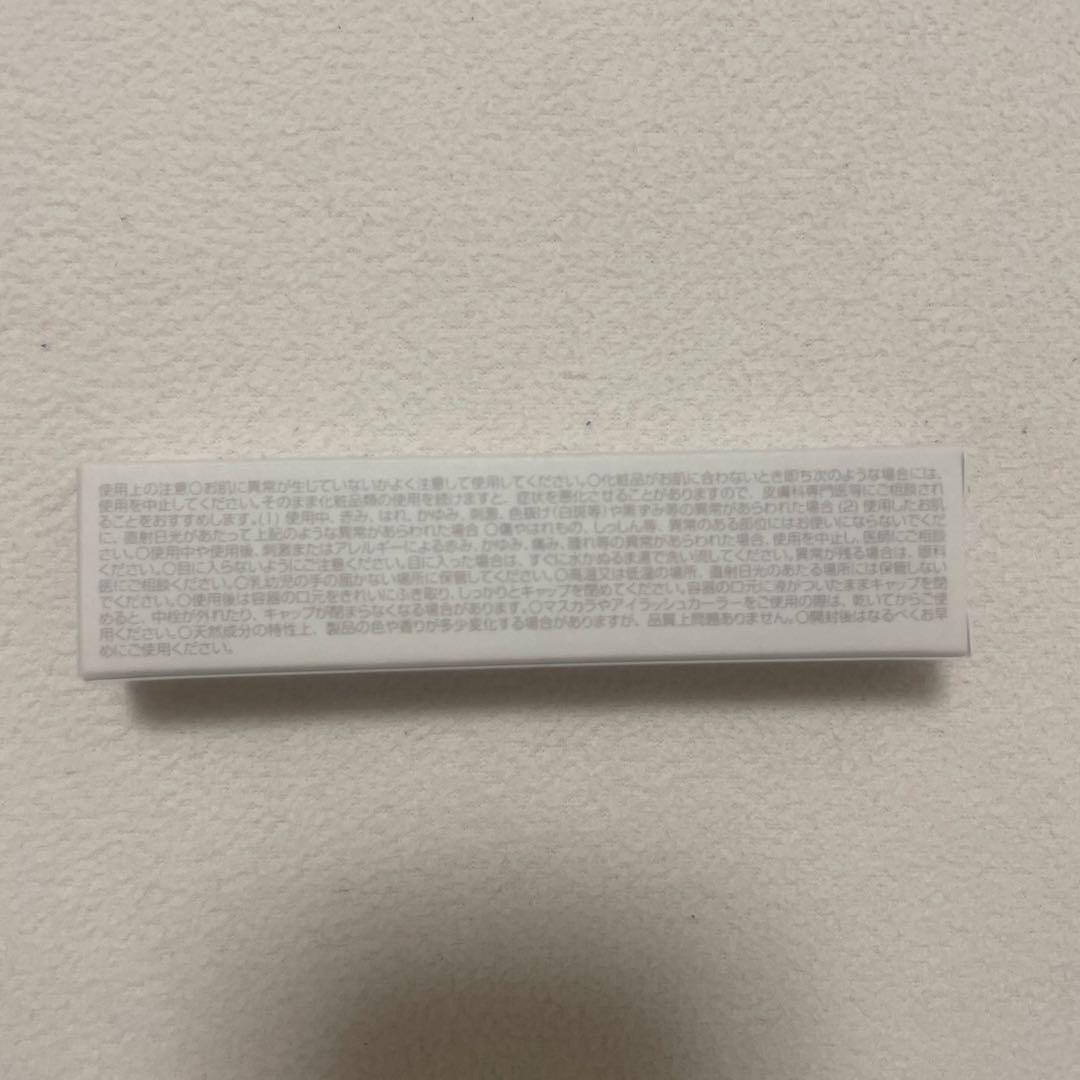 使用上の注意〇お肌に異常が生じていないかよく注意して使用してください。〇化粧品がお肌に合わないとき即ち次のような場合には、
使用を中止してください。そのまま化粧品類の使用を続けますと、症状を悪化させることがありますので、皮膚科専門医等にご相談され
ることをおすすめします。(1) 使用中、赤み、はれ、かゆみ、刺激、色抜け(白斑等)や黒ずみ等の異常があらわれた場合 (2) 使用したお肌
に、直射日光があたって上記のような異常があらわれた場合 〇傷やはれもの、しっしん等、異常のある部位にはお使いにならないでくだ
さい。〇使用中や使用後、刺激またはアレルギーによる赤み、かゆみ、痛み、腫れ等の異常があらわれた場合、使用を中止し、医師にご相談
ください。〇目に入らないようにご注意ください。目に入った場合は、すぐに水かぬるま湯で洗い流してください。異常が残る場合は、眼科
医にご相談ください。〇乳幼児の手の届かない場所に保管してください。〇高温又は低温の場所、直射日光のあたる場所には保管しない
でください。〇使用後は容器の口元をきれいにふき取り、しっかりとキャップを閉めてください。容器の口元に液がついたままキャップを閉
めると、中栓が外れたり、キャップが閉まらなくなる場合があります。〇マスカラやアイラッシュカーラーをご使用の際は、乾いてからご使
用ください。〇天然成分の特性上、製品の色や香りが多少変化する場合がありますが、品質上問題ありません。〇開封後はなるべくお早
めにご使用ください。